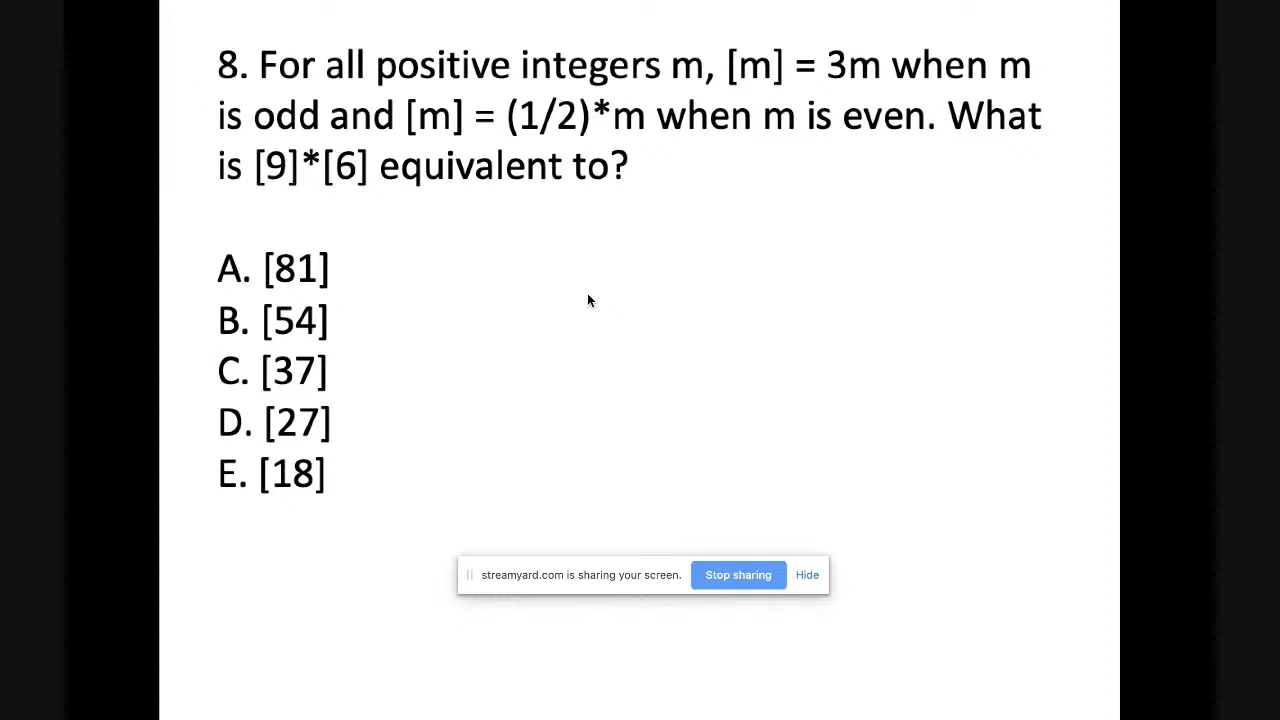 8. For all positive integers m, [m] = 3m when m
is odd and [m] = (1/2)*m when m is even. What
is [9]*[6] equivalent to?
A. [81]
B. [54]
C. [37]
D. [27]
E. [18]
streamyard.com is sharing your screen. Stop sharing Hide